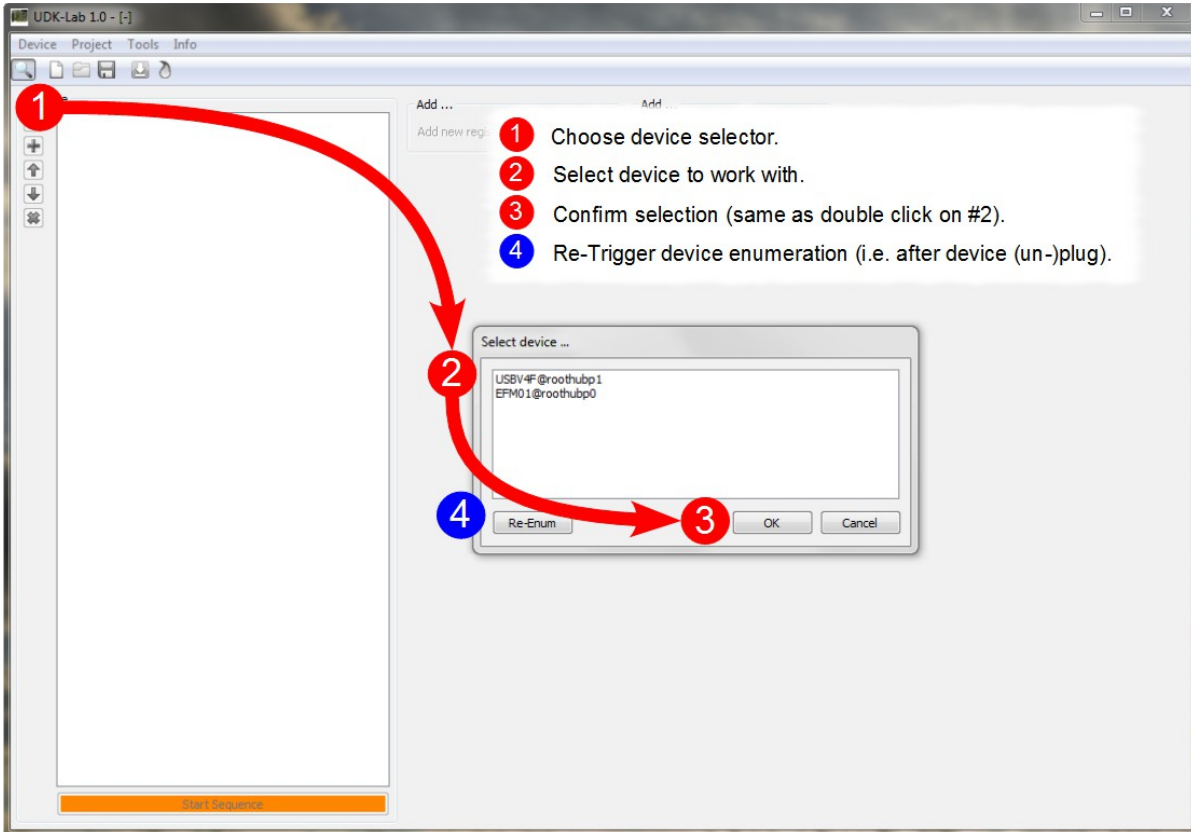 UDK-Lab 1.0 - [-]
Device Project Tools Info
1
Add ...
Add ...
Add new regi
1 Choose device selector.
2 Select device to work with.
3 Confirm selection (same as double click on #2).
4 Re-Trigger device enumeration (i.e. after device (un-)plug).
Select device ...
2
USBV4F@roothubp1
EFM01@roothubp0
4
Re-Enum
3
OK
Cancel
Start Sequence